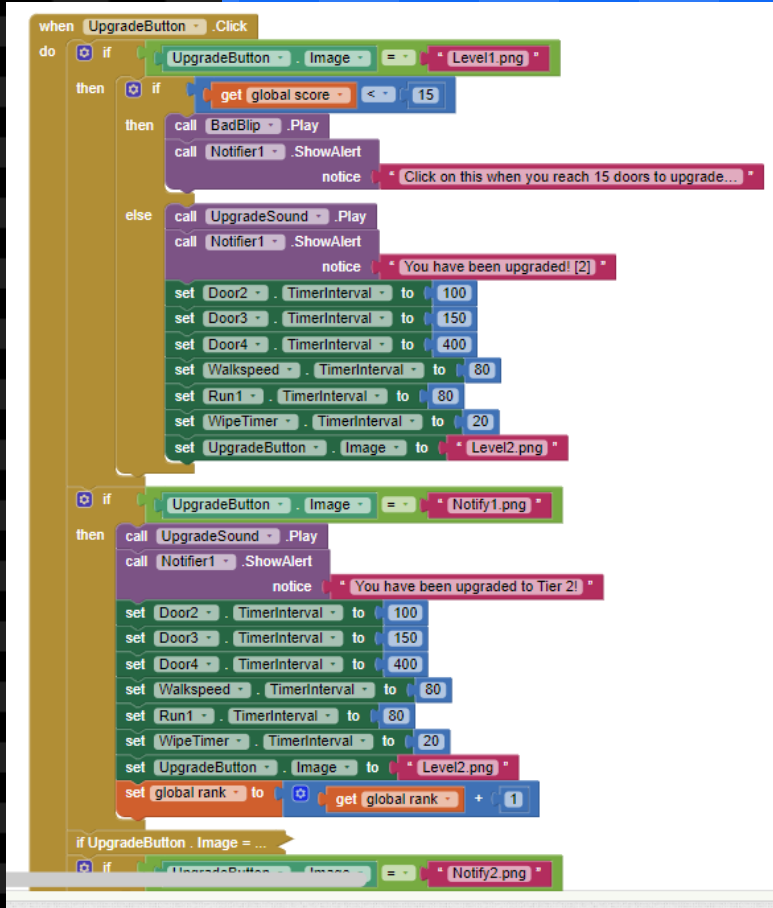 when UpgradeButton .Click
do if UpgradeButton . Image = " Level1.png "
then if get global score < 15
then call BadBlip .Play
call Notifier1 .ShowAlert
notice " Click on this when you reach 15 doors to upgrade... "
else call UpgradeSound .Play
call Notifier1 .ShowAlert
notice " You have been upgraded! [2] "
set Door2 . TimerInterval to 100
set Door3 . TimerInterval to 150
set Door4 . TimerInterval to 400
set Walkspeed . TimerInterval to 80
set Run1 . TimerInterval to 80
set WipeTimer . TimerInterval to 20
set UpgradeButton . Image to " Level2.png "
if UpgradeButton . Image = " Notify1.png "
then call UpgradeSound .Play
call Notifier1 .ShowAlert
notice " You have been upgraded to Tier 2! "
set Door2 . TimerInterval to 100
set Door3 . TimerInterval to 150
set Door4 . TimerInterval to 400
set Walkspeed . TimerInterval to 80
set Run1 . TimerInterval to 80
set WipeTimer . TimerInterval to 20
set UpgradeButton . Image to " Level2.png "
set global rank to get global rank + 1
if UpgradeButton . Image = ...
if UpgradeButton . Image = " Notify2.png "